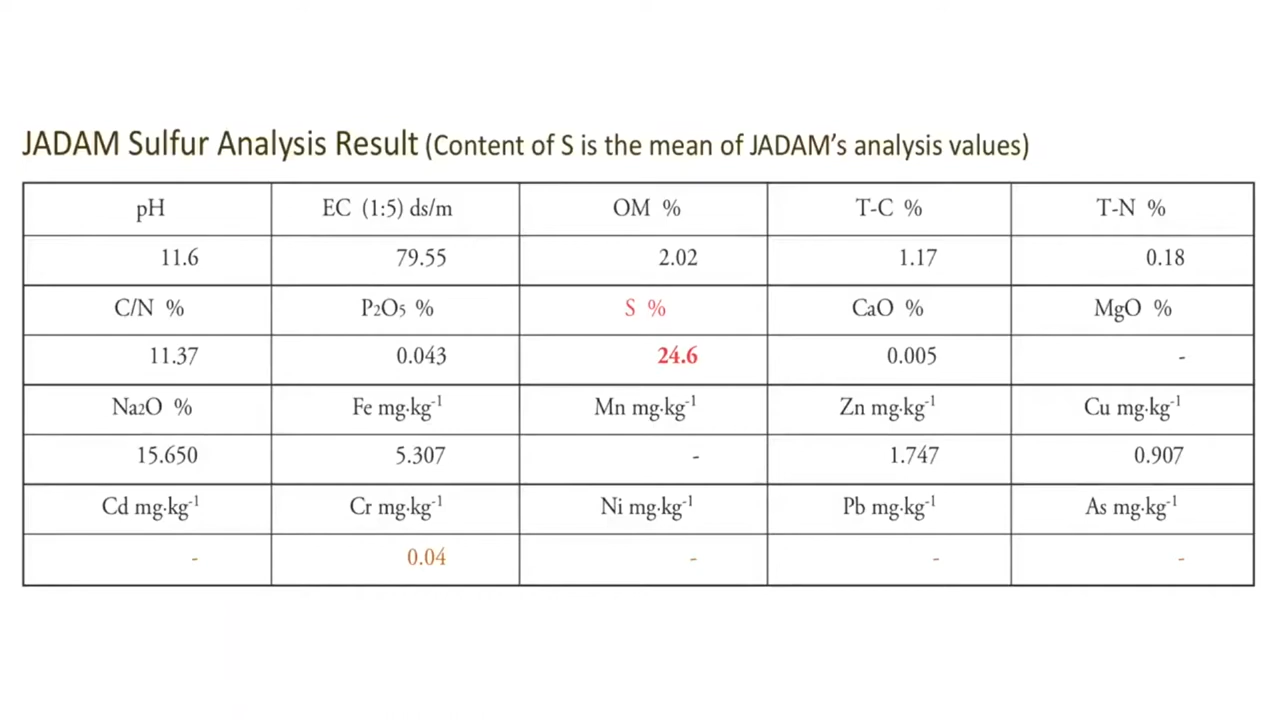 JADAM Sulfur Analysis Result (Content of S is the mean of JADAM's analysis values)
pH EC (1:5) ds/m OM % T-C % T-N %
11.6 79.55 2.02 1.17 0.18
C/N % P2O5 % S % CaO % MgO %
11.37 0.043 24.6 0.005 -
Na2O % Fe mg·kg-1 Mn mg·kg-1 Zn mg·kg-1 Cu mg·kg-1
15.650 5.307 - 1.747 0.907
Cd mg·kg-1 Cr mg·kg-1 Ni mg·kg-1 Pb mg·kg-1 As mg·kg-1
- 0.04 - - -